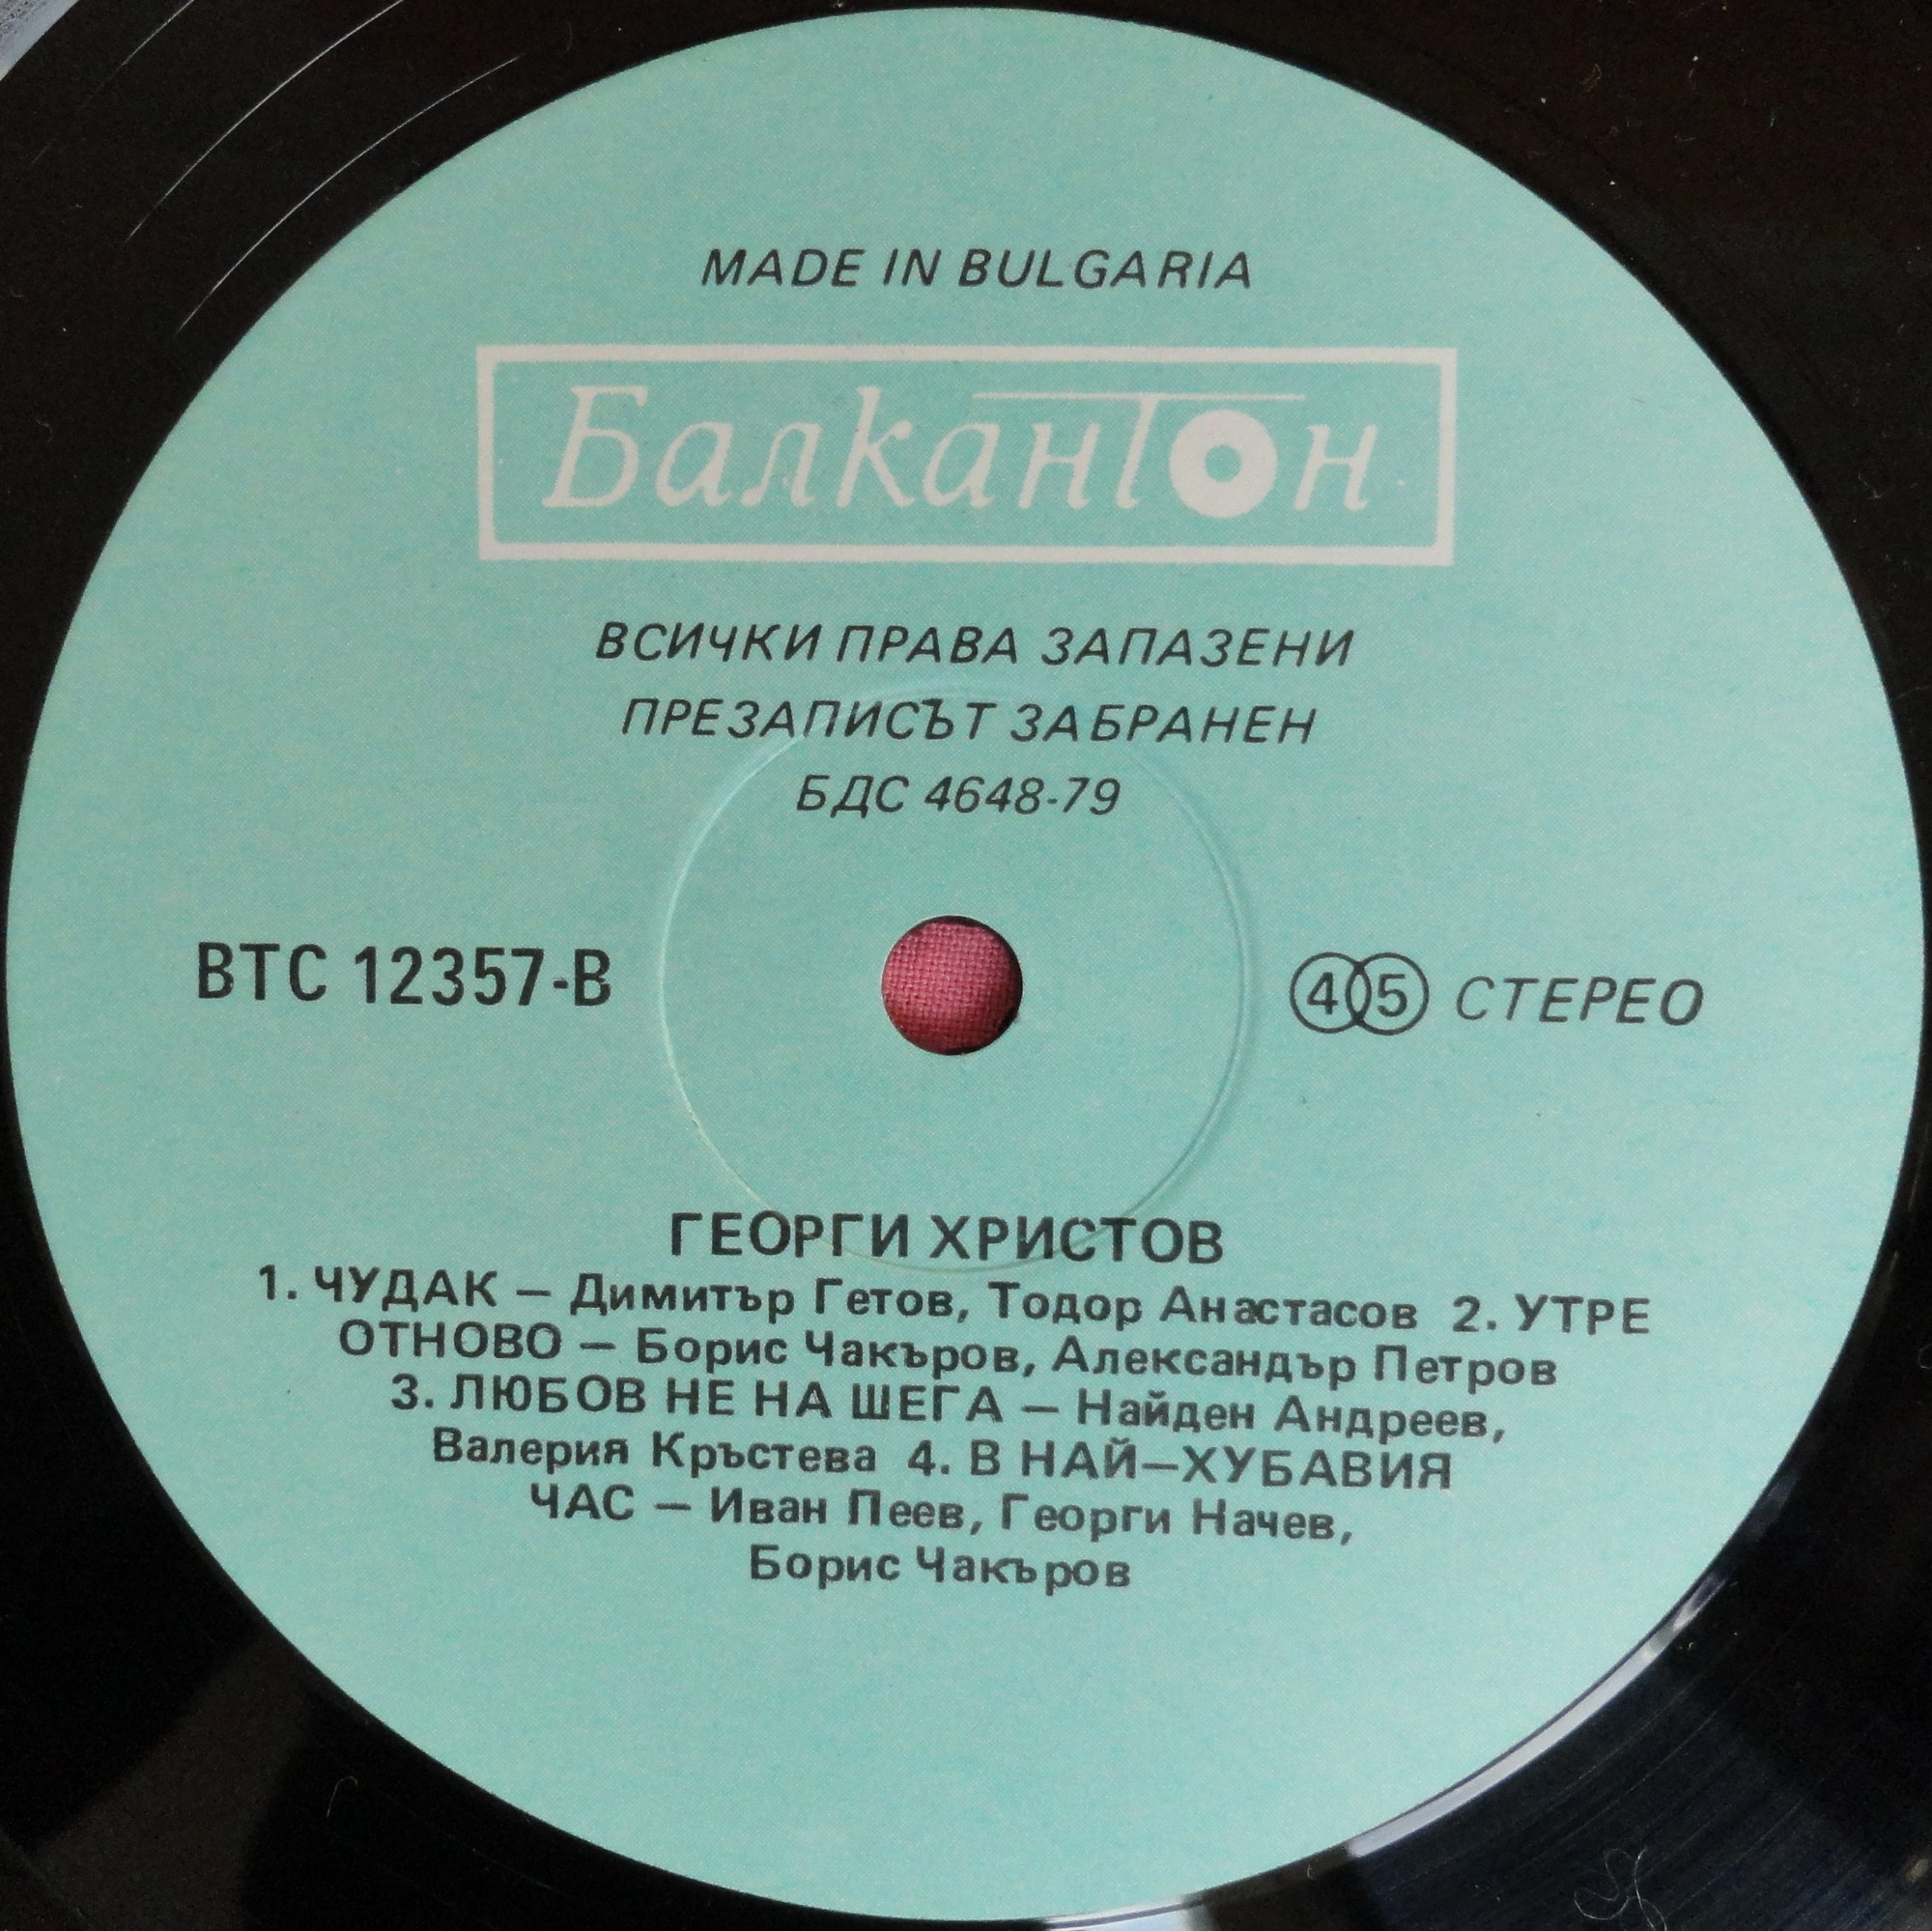 MADE IN BULGARIA
Балкантон
ВСИЧКИ ПРАВА ЗАПАЗЕНИ
ПРЕЗАПИСЪТ ЗАБРАНЕН
БДС 4648-79
ВТС 12357-В
45 СТЕРЕО
ГЕОРГИ ХРИСТОВ
1. ЧУДАК — Димитър Гетов, Тодор Анастасов 2. УТРЕ
ОТНОВО — Борис Чакъров, Александър Петров
3. ЛЮБОВ НЕ НА ШЕГА — Найден Андреев,
Валерия Кръстева 4. В НАЙ—ХУБАВИЯ
ЧАС — Иван Пеев, Георги Начев,
Борис Чакъров